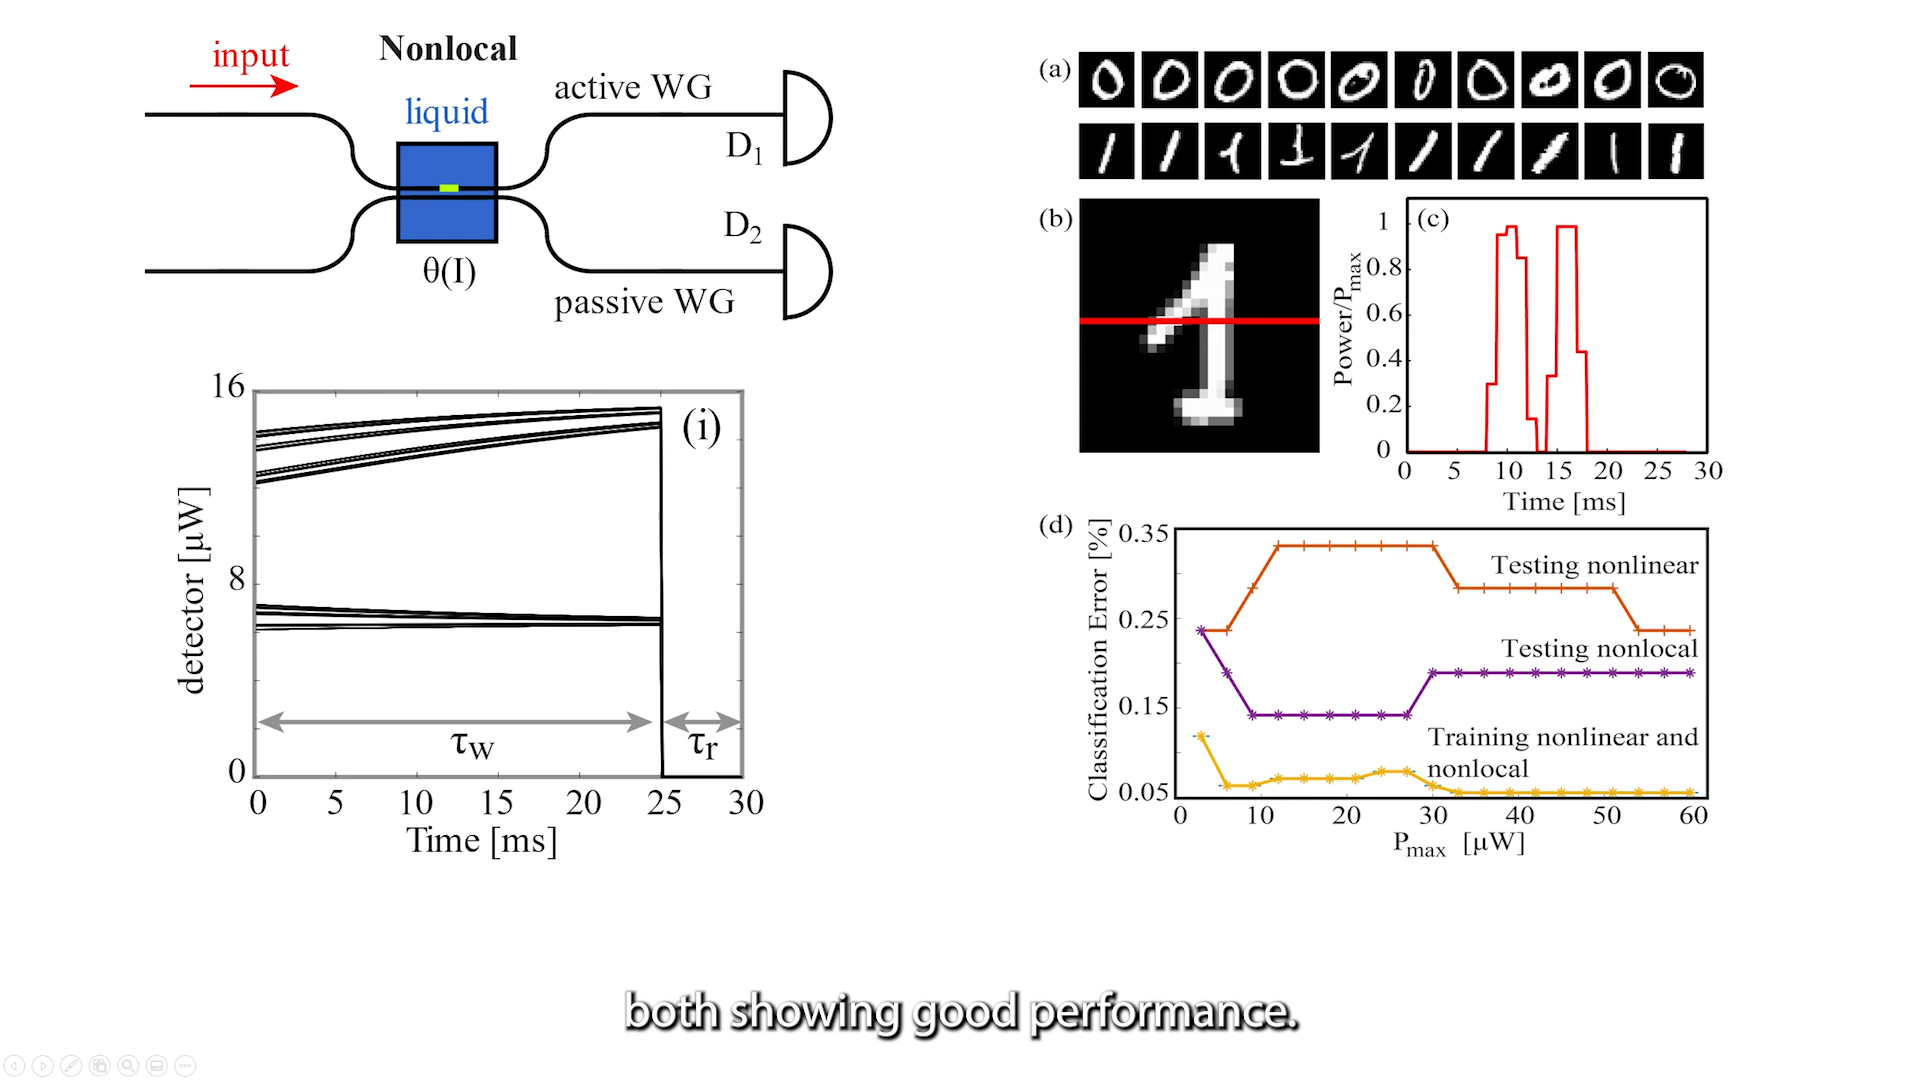 input
Nonlocal
liquid
active WG
D1
D2
θ(I)
passive WG
16
8
0
detector [μW]
(i)
τw
τr
0 5 10 15 20 25 30
Time [ms]
(a)
(b)
(c)
1
0.8
0.6
0.4
0.2
0
Power/Pmax
0 5 10 15 20 25 30
Time [ms]
(d)
0.35
0.25
0.15
0.05
Classification Error [%]
Testing nonlinear
Testing nonlocal
Training nonlinear and
nonlocal
0 10 20 30 40 50 60
Pmax [μW]
both showing good performance.